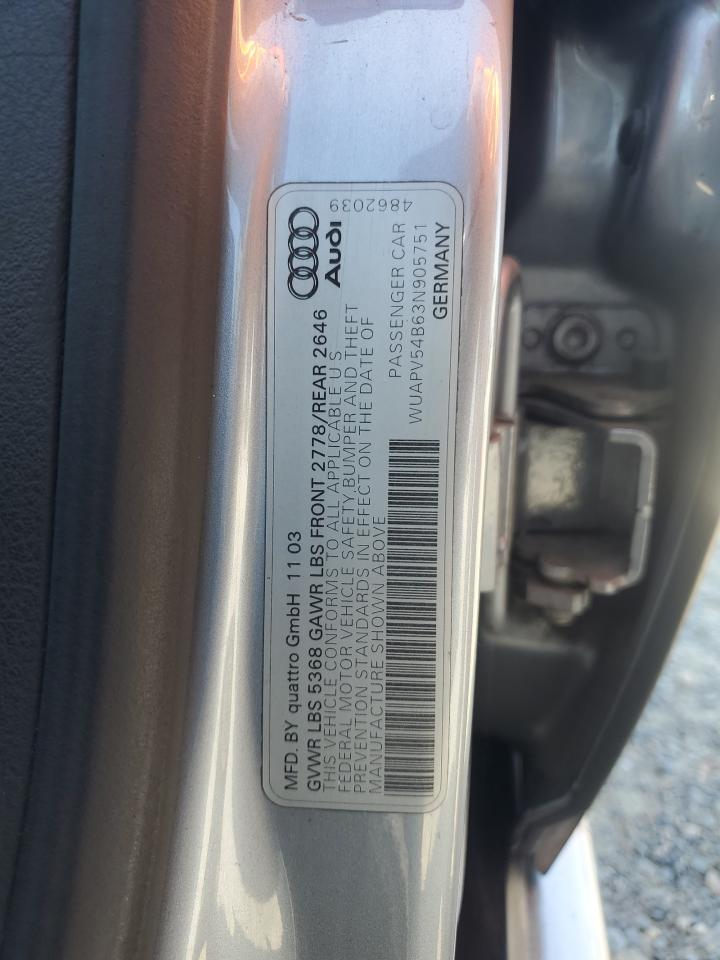 MFD. BY quattro GmbH 11 03
GVWR LBS 5368 GAWR LBS FRONT 2778/REAR 2646
THIS VEHICLE CONFORMS TO ALL APPLICABLE U S
FEDERAL MOTOR VEHICLE SAFETY, BUMPER AND THEFT
PREVENTION STANDARDS IN EFFECT ON THE DATE OF
MANUFACTURE SHOWN ABOVE
Audi
4862039
PASSENGER CAR
WUAPV54B63N905751
GERMANY